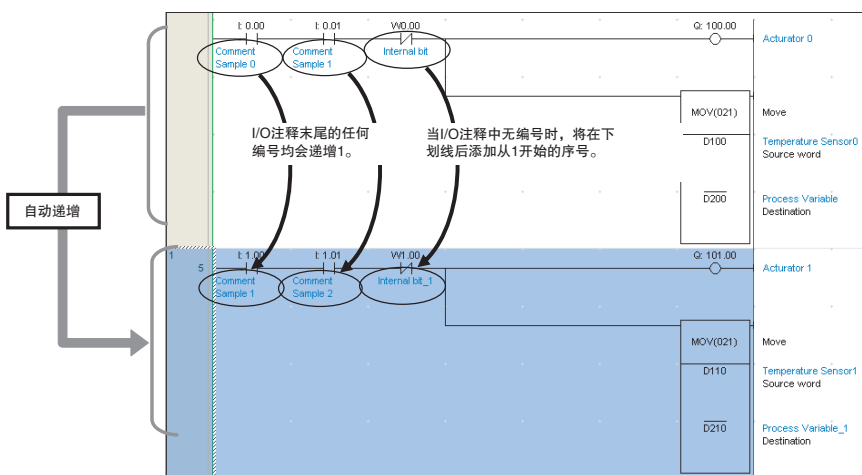 I: 0.00 I: 0.01 W0.00 Q: 100.00
Comment Comment Internal bit Acturator 0
Sample 0 Sample 1
MOV(021) Move
I/O注释末尾的任何
编号均会递增1。
当I/O注释中无编号时，将在下
划线后添加从1开始的序号。
D100 Temperature Sensor0
Source word
D200 Process Variable
Destination
自动递增
1
5
I: 1.00 I: 1.01 W1.00 Q: 101.00
Comment Comment Internal bit_1 Acturator 1
Sample 1 Sample 2
MOV(021) Move
D110 Temperature Sensor1
Source word
D210 Process Variable_1
Destination